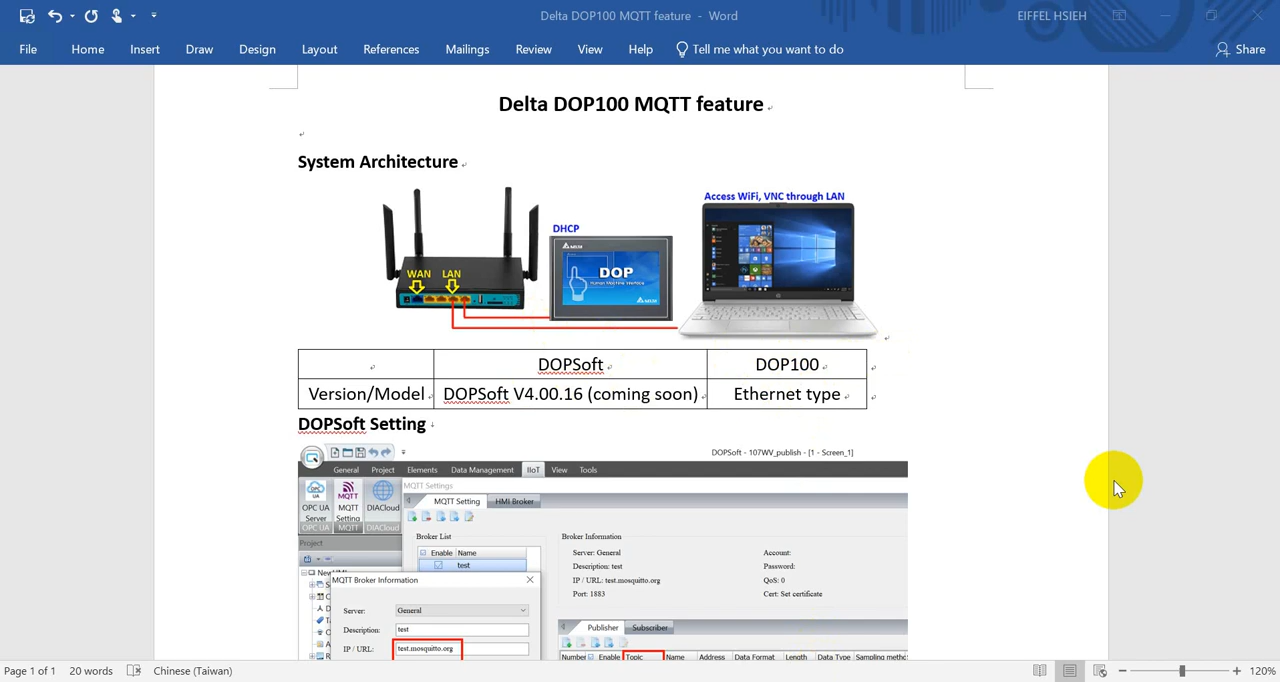 Delta DOP100 MQTT feature - Word
EIFFEL HSIEH
File Home Insert Draw Design Layout References Mailings Review View Help Tell me what you want to do Share
Delta DOP100 MQTT feature
System Architecture
Access WiFi, VNC through LAN
DHCP
WAN LAN
DOP
DOPSoft DOP100
Version/Model DOPSoft V4.00.16 (coming soon) Ethernet type
DOPSoft Setting
DOPSoft - 107WV_publish - [1 - Screen_1]
General Project Elements Data Management IIoT View Tools
MQTT Settings
OPC UA Server
MQTT Setting
DIACloud
MQTT Setting HMI Broker
OPC UA MQTT DIACloud
Project
Broker List
Enable Name
test
Broker Information
Server: General Account:
Description: test Password:
IP / URL: test.mosquitto.org QoS: 0
Port: 1883 Cert: Set certificate
MQTT Broker Information
Server: General
Description: test
IP / URL: test.mosquitto.org
Publisher Subscriber
Number Enable Topic Name Address Data Format Length Data Type Sampling
Page 1 of 1 20 words Chinese (Taiwan) 120%